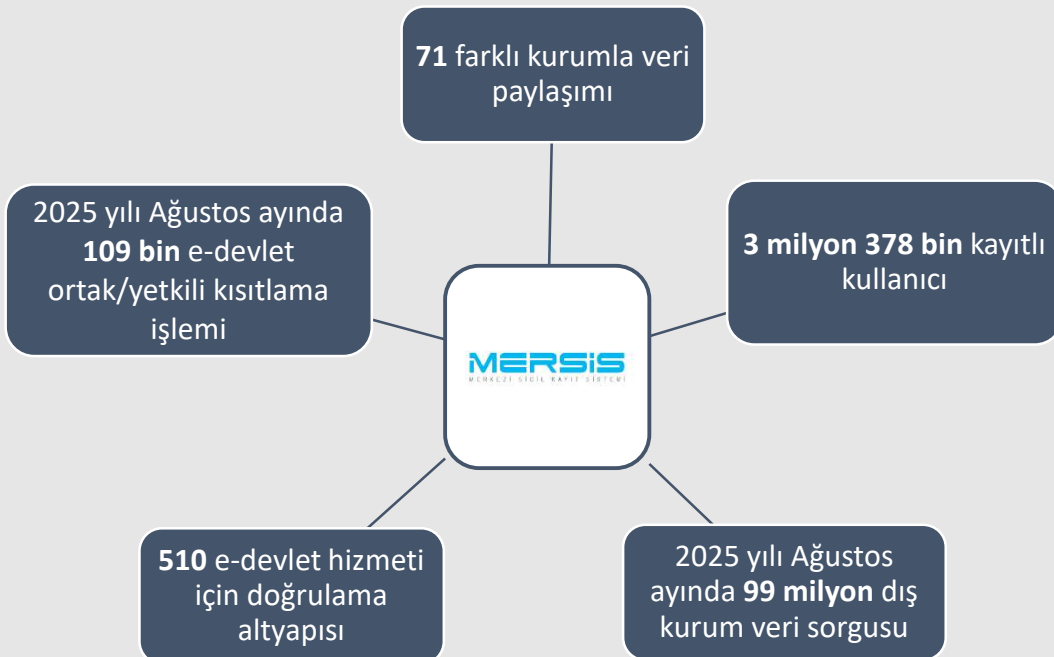 71 farklı kurumla veri
paylaşımı
2025 yılı Ağustos ayında
109 bin e-devlet
ortak/yetkili kısıtlama
işlemi
3 milyon 378 bin kayıtlı
kullanıcı
MERSİS
MERKEZİ SİCİL KAYIT SİSTEMİ
510 e-devlet hizmeti
için doğrulama
altyapısı
2025 yılı Ağustos
ayında 99 milyon dış
kurum veri sorgusu